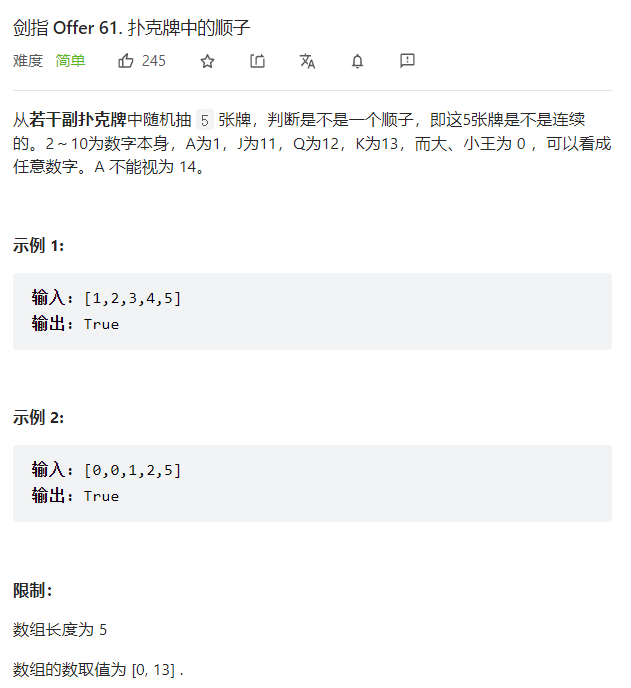 剑指 Offer 61. 扑克牌中的顺子
难度 简单 245
从若干副扑克牌中随机抽 5 张牌，判断是不是一个顺子，即这5张牌是不是连续
的。2～10为数字本身，A为1，J为11，Q为12，K为13，而大、小王为 0 ，可以看成
任意数字。A 不能视为 14。
示例 1:
输入: [1,2,3,4,5]
输出: True
示例 2:
输入: [0,0,1,2,5]
输出: True
限制：
数组长度为 5
数组的数取值为 [0, 13] .